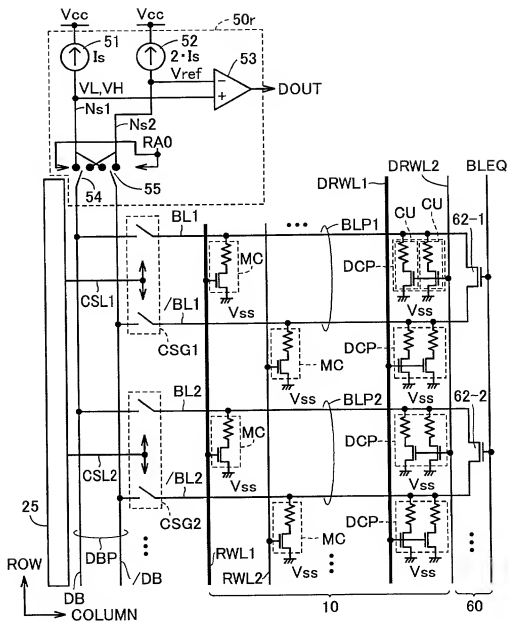 Vcc Vcc 50r
51 52
Is 2·Is 53
Vref
VL,VH DOUT
Ns1
Ns2
RA0
DRWL2
54 55 DRWL1 BLEQ
BL1 BLP1 CU CU 62-1
MC DCP
CSL1 Vss Vss
/BL1
CSG1 DCP
MC
Vss Vss
BL2 BLP2 62-2
MC DCP
CSL2 Vss Vss
/BL2
25 CSG2 DCP
DBP MC
ROW RWL1 Vss Vss
DB /DB RWL2
COLUMN 10 60